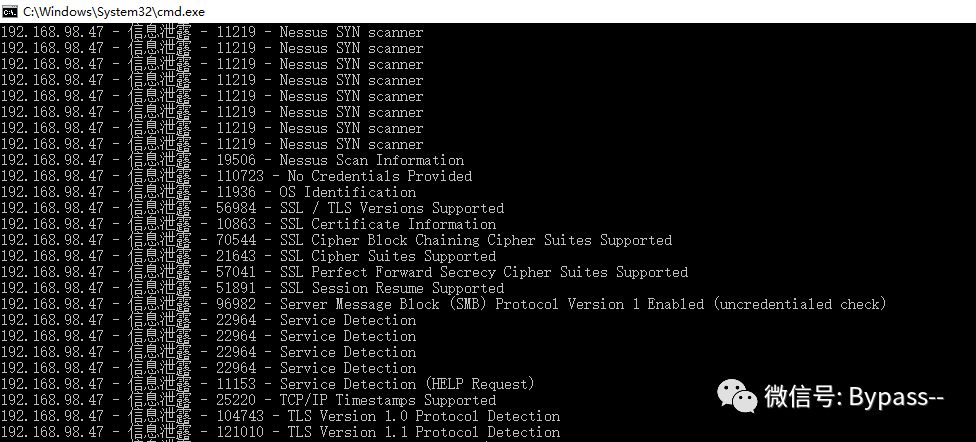 C:\Windows\System32\cmd.exe
192.168.98.47 - 信息泄露 - 11219 - Nessus SYN scanner
192.168.98.47 - 信息泄露 - 11219 - Nessus SYN scanner
192.168.98.47 - 信息泄露 - 11219 - Nessus SYN scanner
192.168.98.47 - 信息泄露 - 11219 - Nessus SYN scanner
192.168.98.47 - 信息泄露 - 11219 - Nessus SYN scanner
192.168.98.47 - 信息泄露 - 11219 - Nessus SYN scanner
192.168.98.47 - 信息泄露 - 11219 - Nessus SYN scanner
192.168.98.47 - 信息泄露 - 11219 - Nessus SYN scanner
192.168.98.47 - 信息泄露 - 19506 - Nessus Scan Information
192.168.98.47 - 信息泄露 - 110723 - No Credentials Provided
192.168.98.47 - 信息泄露 - 11936 - OS Identification
192.168.98.47 - 信息泄露 - 56984 - SSL / TLS Versions Supported
192.168.98.47 - 信息泄露 - 10863 - SSL Certificate Information
192.168.98.47 - 信息泄露 - 70544 - SSL Cipher Block Chaining Cipher Suites Supported
192.168.98.47 - 信息泄露 - 21643 - SSL Cipher Suites Supported
192.168.98.47 - 信息泄露 - 57041 - SSL Perfect Forward Secrecy Cipher Suites Supported
192.168.98.47 - 信息泄露 - 51891 - SSL Session Resume Supported
192.168.98.47 - 信息泄露 - 96982 - Server Message Block (SMB) Protocol Version 1 Enabled (uncredentialed check)
192.168.98.47 - 信息泄露 - 22964 - Service Detection
192.168.98.47 - 信息泄露 - 22964 - Service Detection
192.168.98.47 - 信息泄露 - 22964 - Service Detection
192.168.98.47 - 信息泄露 - 22964 - Service Detection
192.168.98.47 - 信息泄露 - 11153 - Service Detection (HELP Request)
192.168.98.47 - 信息泄露 - 25220 - TCP/IP Timestamps Supported
192.168.98.47 - 信息泄露 - 104743 - TLS Version 1.0 Protocol Detection
192.168.98.47 - 信息泄露 - 121010 - TLS Version 1.1 Protocol Detection
微信号: Bypass--